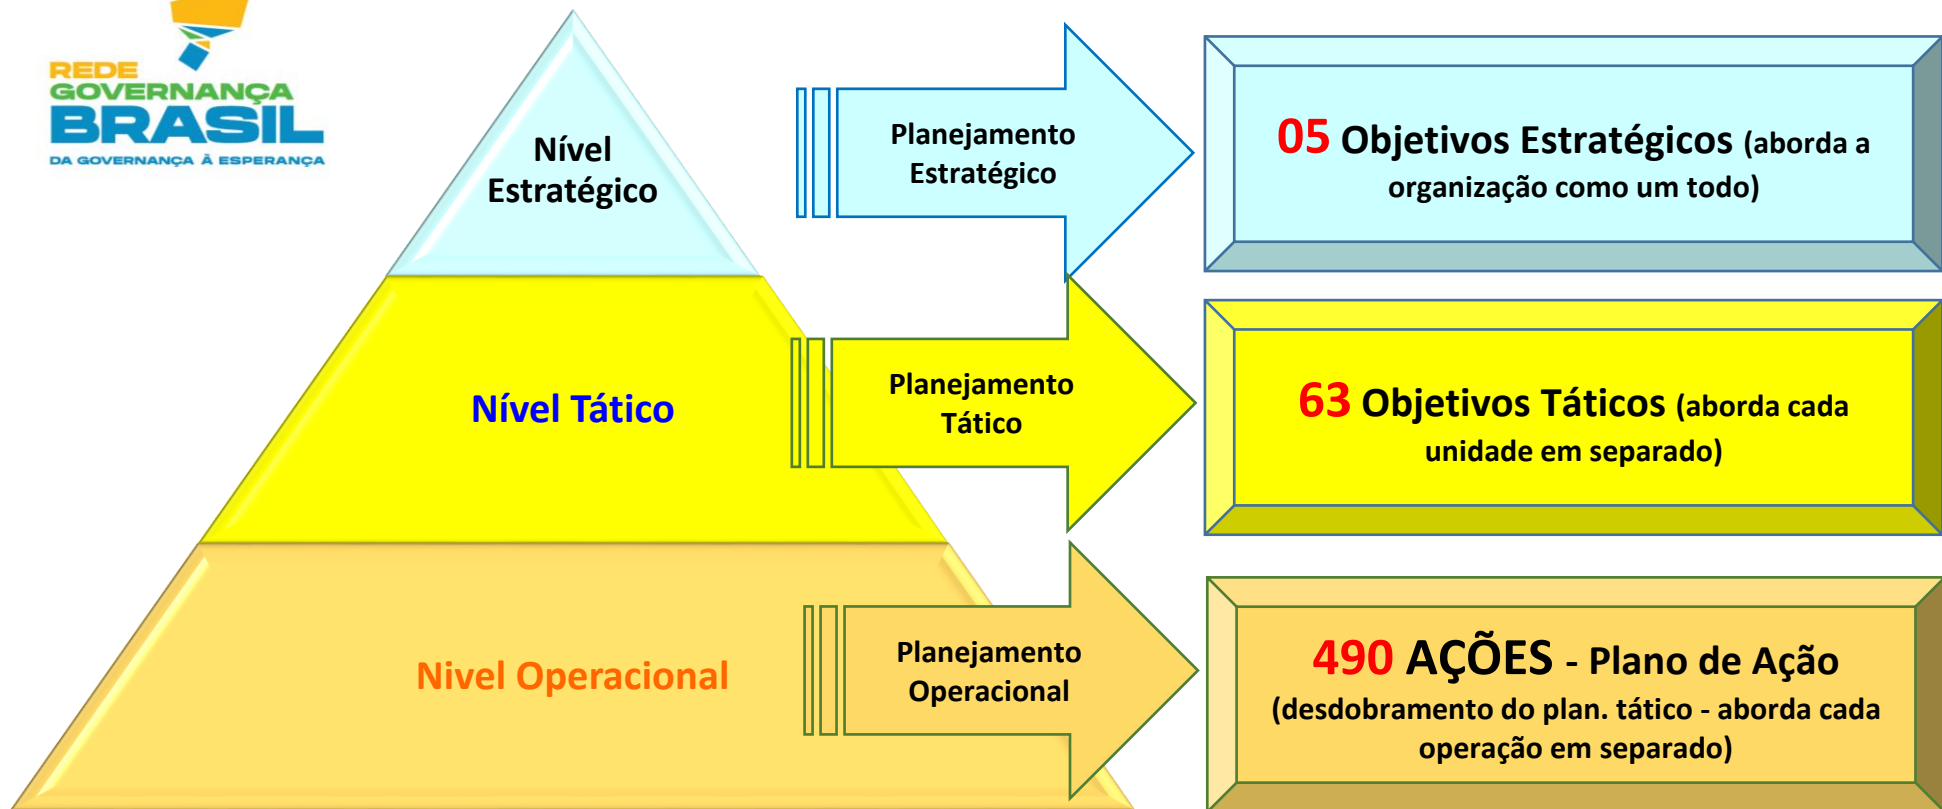 REDE
GOVERNANÇA
BRASIL
DA GOVERNANÇA À ESPERANÇA
Nível
Estratégico
Planejamento
Estratégico
05 Objetivos Estratégicos (aborda a
organização como um todo)
Nível Tático
Planejamento
Tático
63 Objetivos Táticos (aborda cada
unidade em separado)
Nivel Operacional
Planejamento
Operacional
490 AÇÕES - Plano de Ação
(desdobramento do plan. tático - aborda cada
operação em separado)